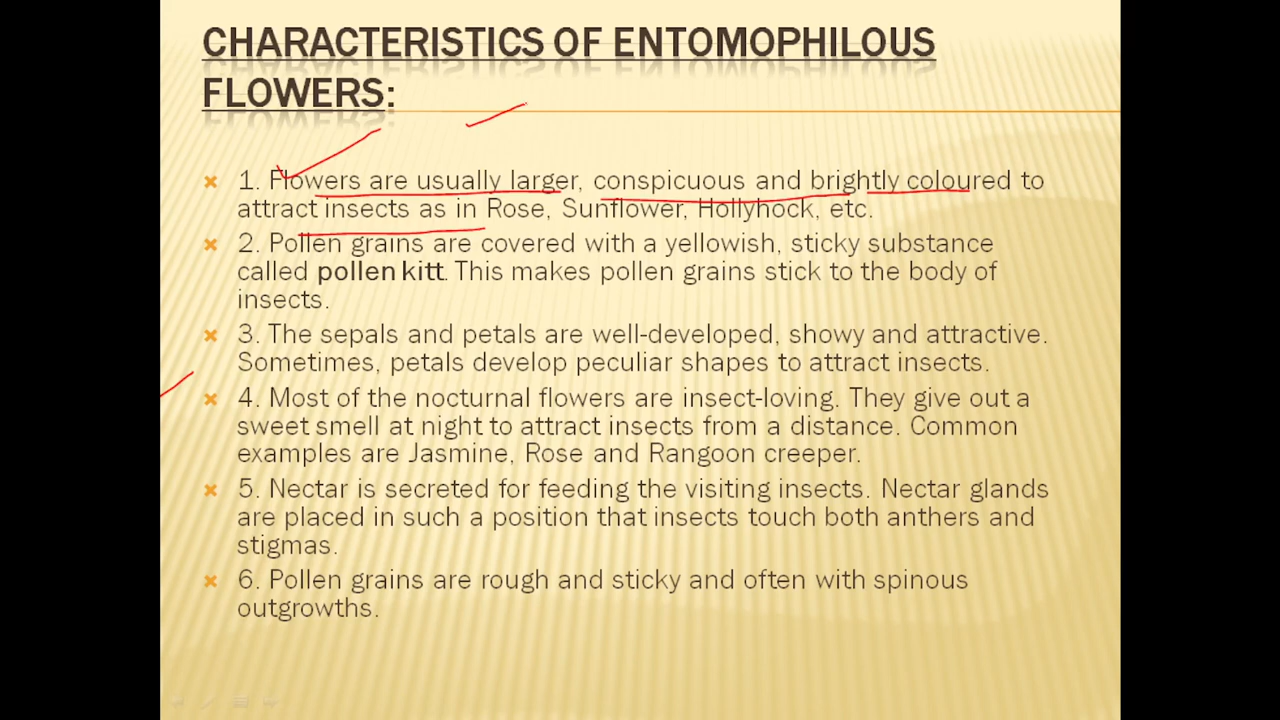 CHARACTERISTICS OF ENTOMOPHILOUS
FLOWERS:
1. Flowers are usually larger, conspicuous and brightly coloured to
attract insects as in Rose, Sunflower, Hollyhock, etc.
2. Pollen grains are covered with a yellowish, sticky substance
called pollen kitt. This makes pollen grains stick to the body of
insects.
3. The sepals and petals are well-developed, showy and attractive.
Sometimes, petals develop peculiar shapes to attract insects.
4. Most of the nocturnal flowers are insect-loving. They give out a
sweet smell at night to attract insects from a distance. Common
examples are Jasmine, Rose and Rangoon creeper.
5. Nectar is secreted for feeding the visiting insects. Nectar glands
are placed in such a position that insects touch both anthers and
stigmas.
6. Pollen grains are rough and sticky and often with spinous
outgrowths.